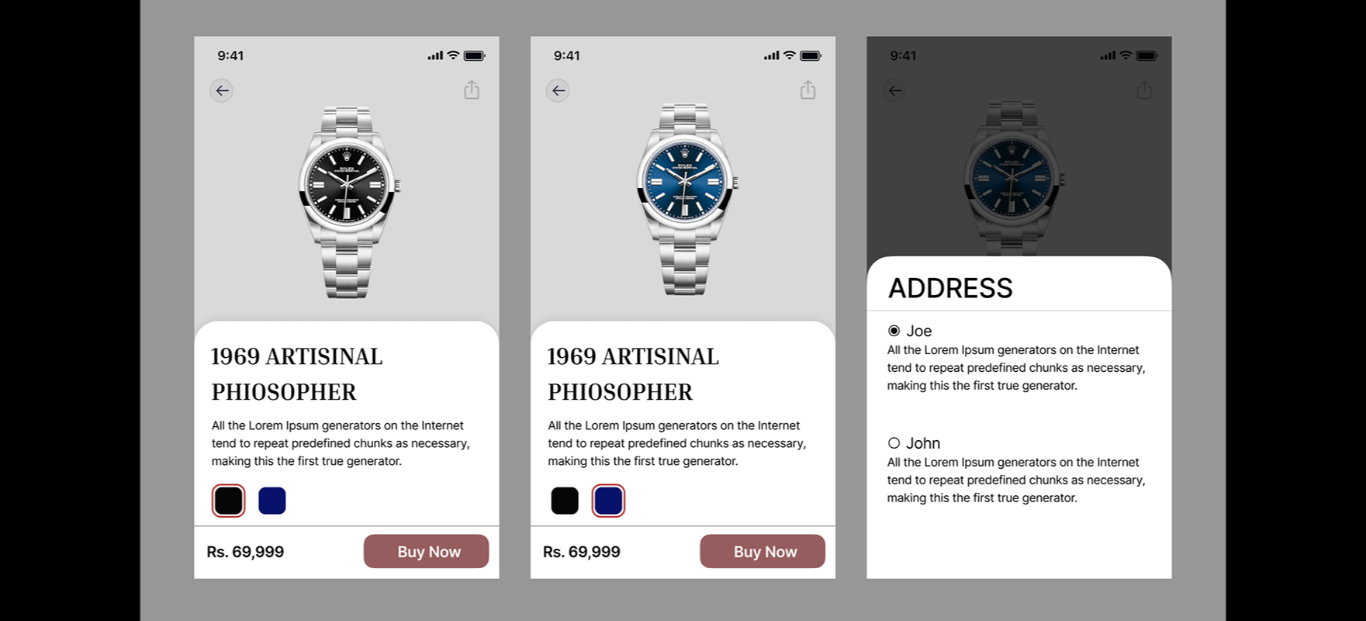 9:41
ROLEX
1969 ARTISINAL
PHIOSOPHER
All the Lorem Ipsum generators on the Internet
tend to repeat predefined chunks as necessary,
making this the first true generator.
Rs. 69,999
Buy Now
9:41
ROLEX
1969 ARTISINAL
PHIOSOPHER
All the Lorem Ipsum generators on the Internet
tend to repeat predefined chunks as necessary,
making this the first true generator.
Rs. 69,999
Buy Now
9:41
ADDRESS
Joe
All the Lorem Ipsum generators on the Internet
tend to repeat predefined chunks as necessary,
making this the first true generator.
John
All the Lorem Ipsum generators on the Internet
tend to repeat predefined chunks as necessary,
making this the first true generator.